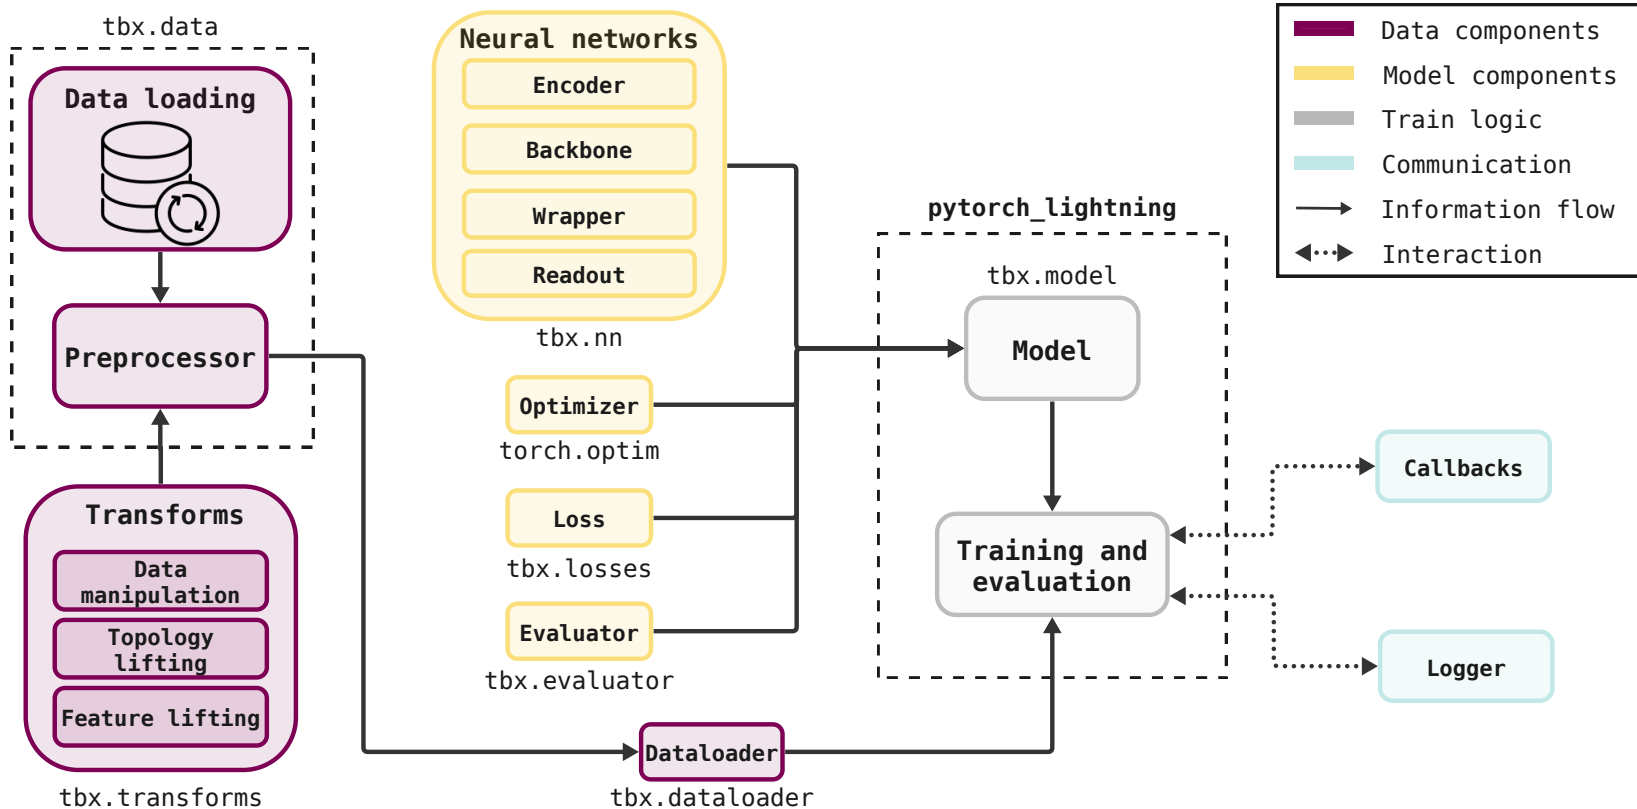 tbx.data
Data loading
Preprocessor
Transforms
Data
manipulation
Topology
lifting
Feature lifting
tbx.transforms
Neural networks
Encoder
Backbone
Wrapper
Readout
tbx.nn
Optimizer
torch.optim
Loss
tbx.losses
Evaluator
tbx.evaluator
Dataloader
tbx.dataloader
pytorch_lightning
tbx.model
Model
Training and
evaluation
Callbacks
Logger
Data components
Model components
Train logic
Communication
Information flow
Interaction